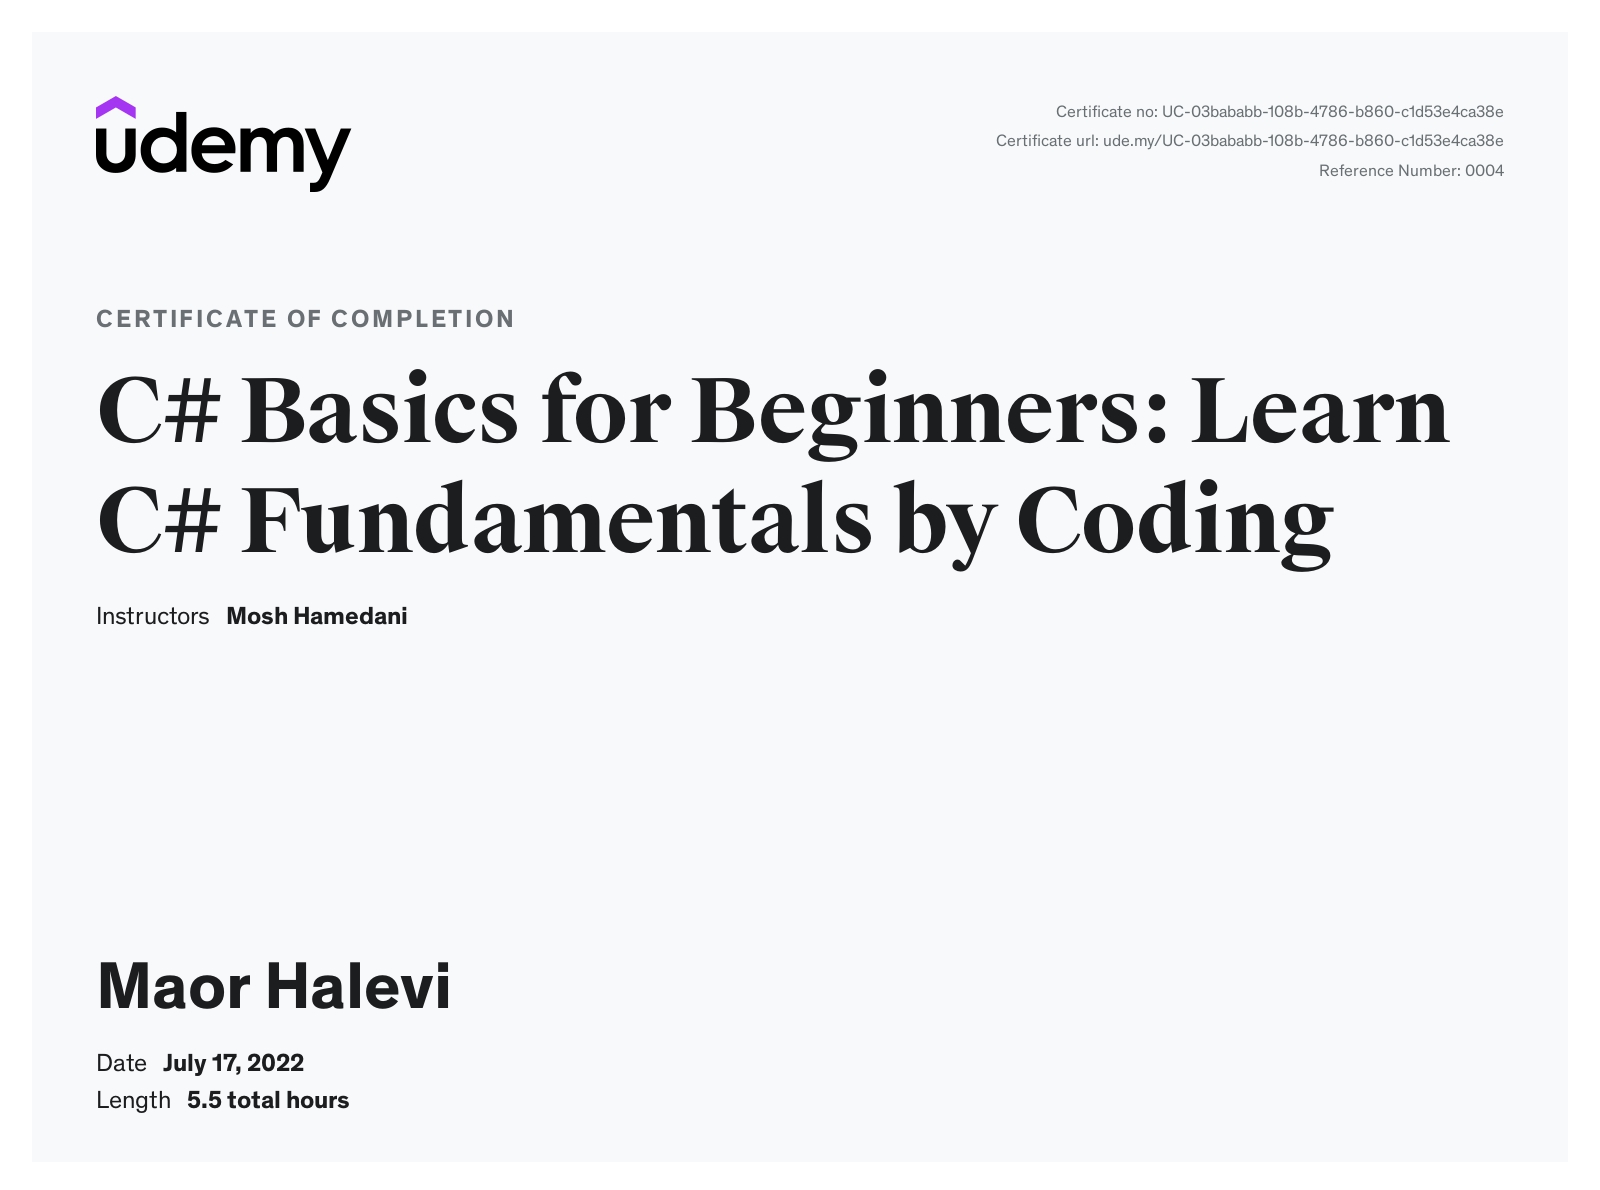 udemy
Certificate no: UC-03bababb-108b-4786-b860-c1d53e4ca38e
Certificate url: ude.my/UC-03bababb-108b-4786-b860-c1d53e4ca38e
Reference Number: 0004
CERTIFICATE OF COMPLETION
C# Basics for Beginners: Learn
C# Fundamentals by Coding
Instructors Mosh Hamedani
Maor Halevi
Date July 17, 2022
Length 5.5 total hours